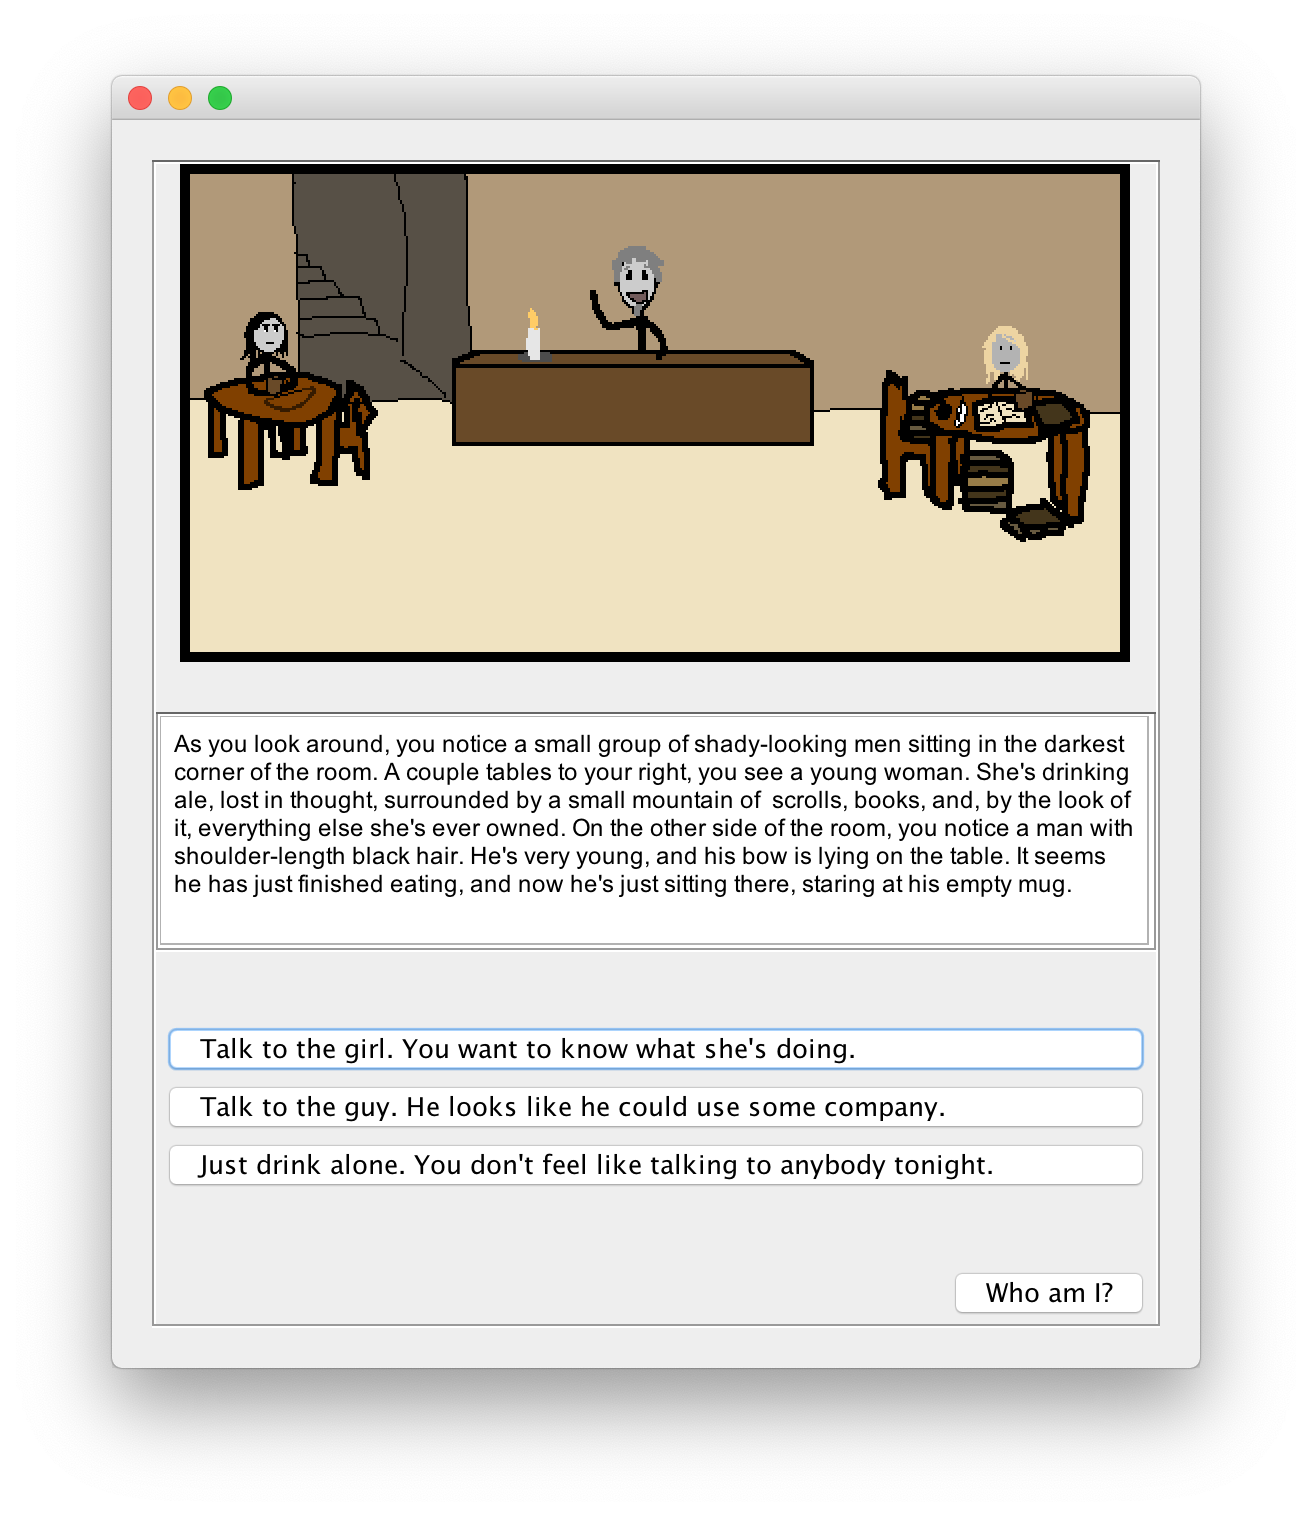 As you look around, you notice a small group of shady-looking men sitting in the darkest
corner of the room. A couple tables to your right, you see a young woman. She's drinking
ale, lost in thought, surrounded by a small mountain of  scrolls, books, and, by the look of
it, everything else she's ever owned. On the other side of the room, you notice a man with
shoulder-length black hair. He's very young, and his bow is lying on the table. It seems
he has just finished eating, and now he's just sitting there, staring at his empty mug.
Talk to the girl. You want to know what she's doing.
Talk to the guy. He looks like he could use some company.
Just drink alone. You don't feel like talking to anybody tonight.
Who am I?